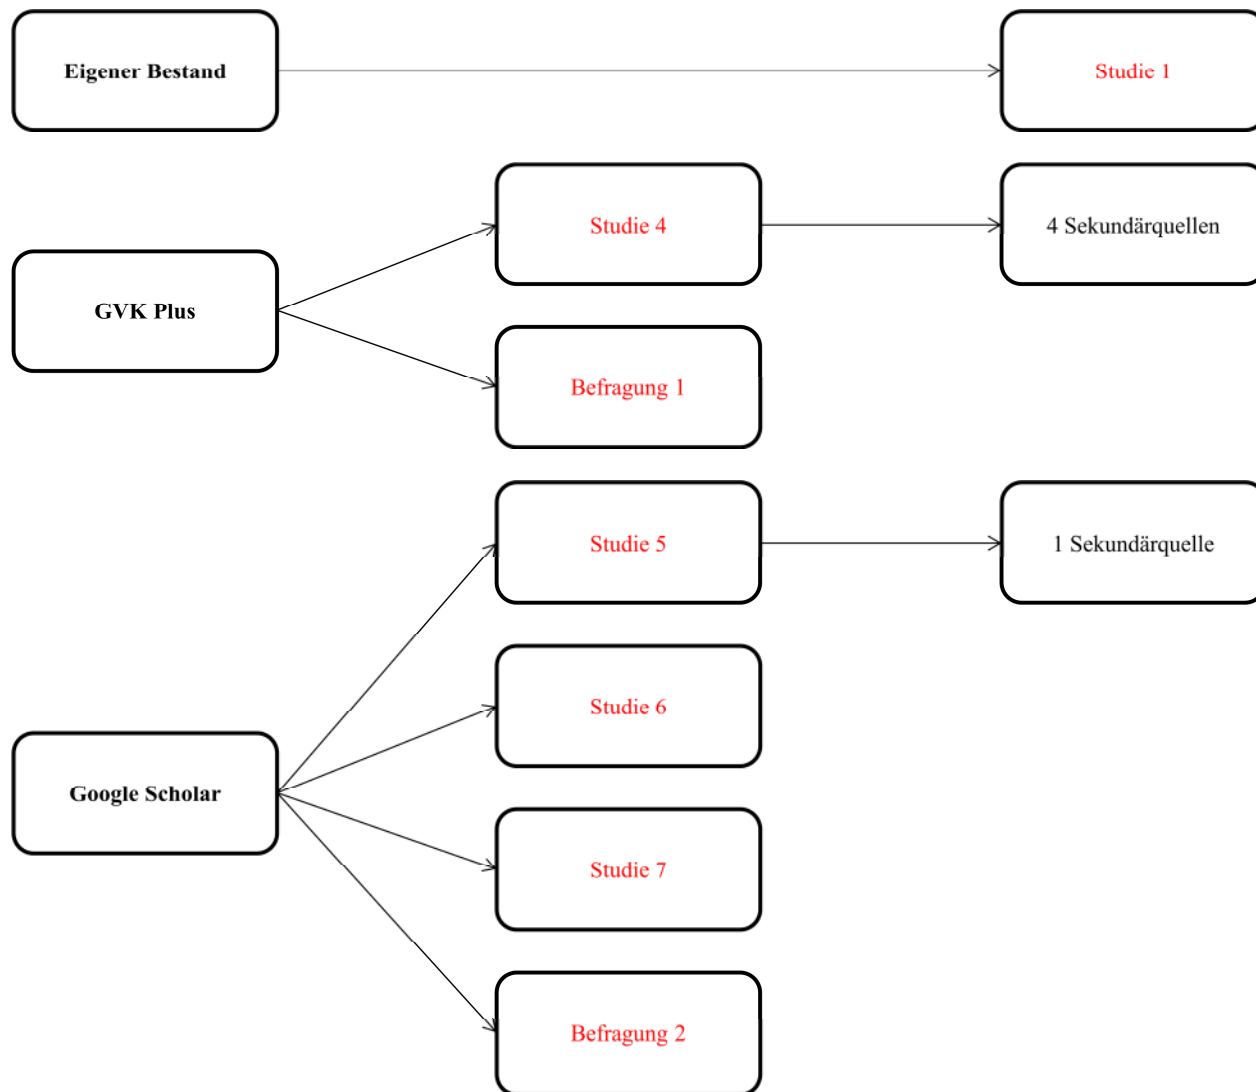 Eigener Bestand
Studie 1
Studie 4
4 Sekundärquellen
GVK Plus
Befragung 1
Studie 5
1 Sekundärquelle
Studie 6
Google Scholar
Studie 7
Befragung 2